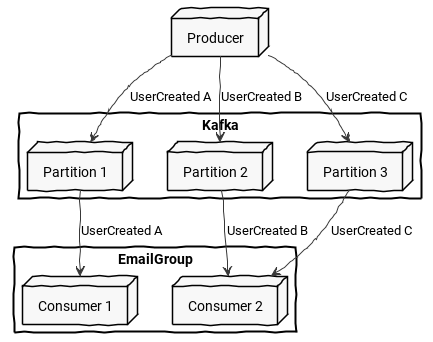 Producer
UserCreated A
UserCreated B
UserCreated C
Kafka
Partition 1
Partition 2
Partition 3
UserCreated A
UserCreated B
UserCreated C
EmailGroup
Consumer 1
Consumer 2